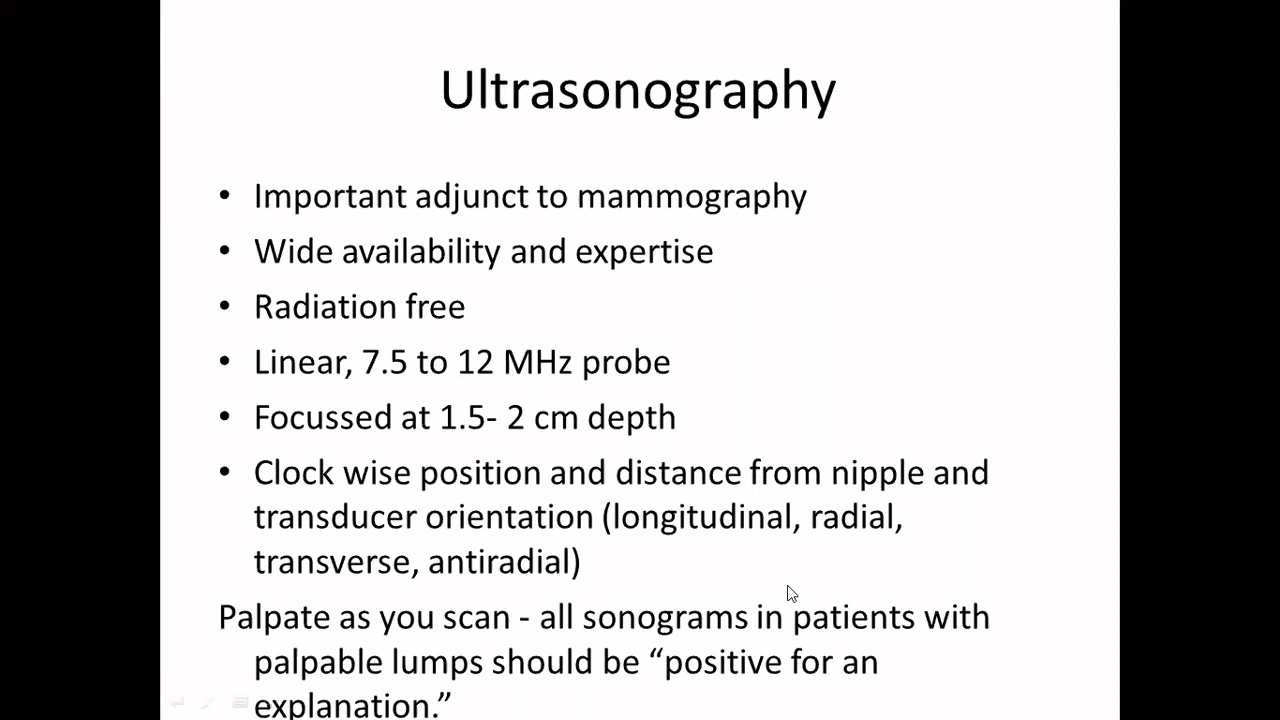 Ultrasonography
• Important adjunct to mammography
• Wide availability and expertise
• Radiation free
• Linear, 7.5 to 12 MHz probe
• Focussed at 1.5- 2 cm depth
• Clock wise position and distance from nipple and
transducer orientation (longitudinal, radial,
transverse, antiradial)
Palpate as you scan - all sonograms in patients with
palpable lumps should be “positive for an
explanation.”